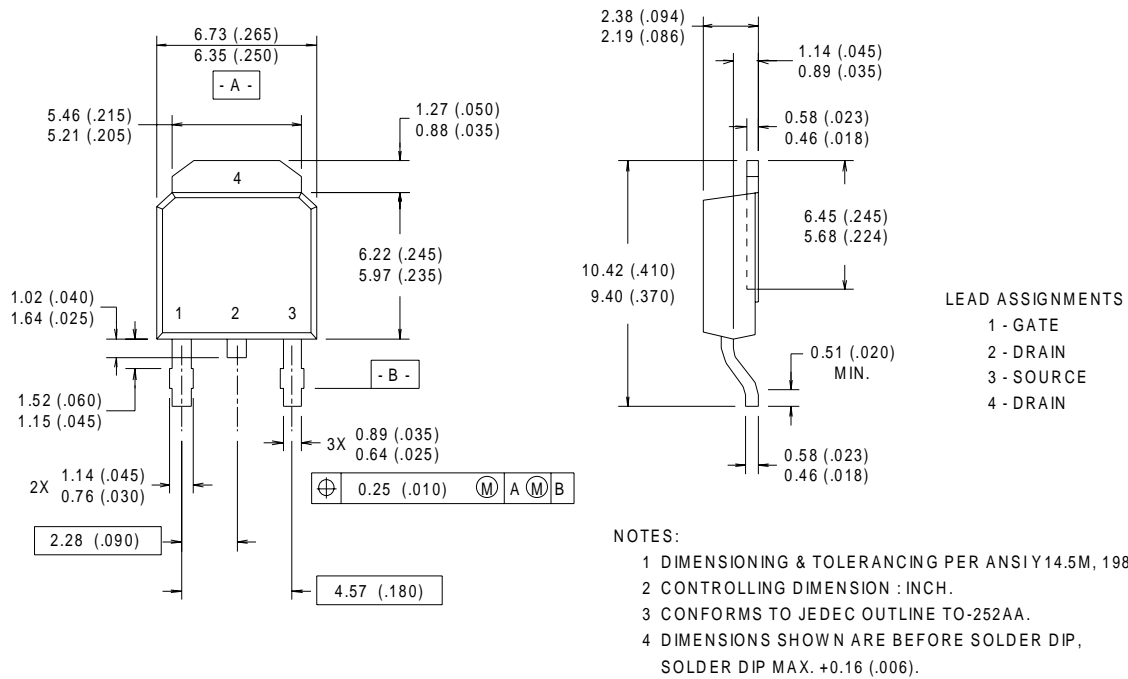 6.73 (.265)
6.35 (.250)
- A -
5.46 (.215)
5.21 (.205)
1.27 (.050)
0.88 (.035)
4
6.22 (.245)
5.97 (.235)
1.02 (.040)
1.64 (.025)
1 2 3
- B -
1.52 (.060)
1.15 (.045)
3X 0.89 (.035)
0.64 (.025)
2X 1.14 (.045)
0.76 (.030)
⌖ 0.25 (.010) Ⓜ A Ⓜ B
2.28 (.090)
4.57 (.180)
2.38 (.094)
2.19 (.086)
1.14 (.045)
0.89 (.035)
0.58 (.023)
0.46 (.018)
6.45 (.245)
5.68 (.224)
10.42 (.410)
9.40 (.370)
0.51 (.020)
MIN.
0.58 (.023)
0.46 (.018)
LEAD ASSIGNMENTS
1 - GATE
2 - DRAIN
3 - SOURCE
4 - DRAIN
NOTES:
1 DIMENSIONING & TOLERANCING PER ANSI Y14.5M, 198
2 CONTROLLING DIMENSION : INCH.
3 CONFORMS TO JEDEC OUTLINE TO-252AA.
4 DIMENSIONS SHOWN ARE BEFORE SOLDER DIP,
SOLDER DIP MAX. +0.16 (.006).